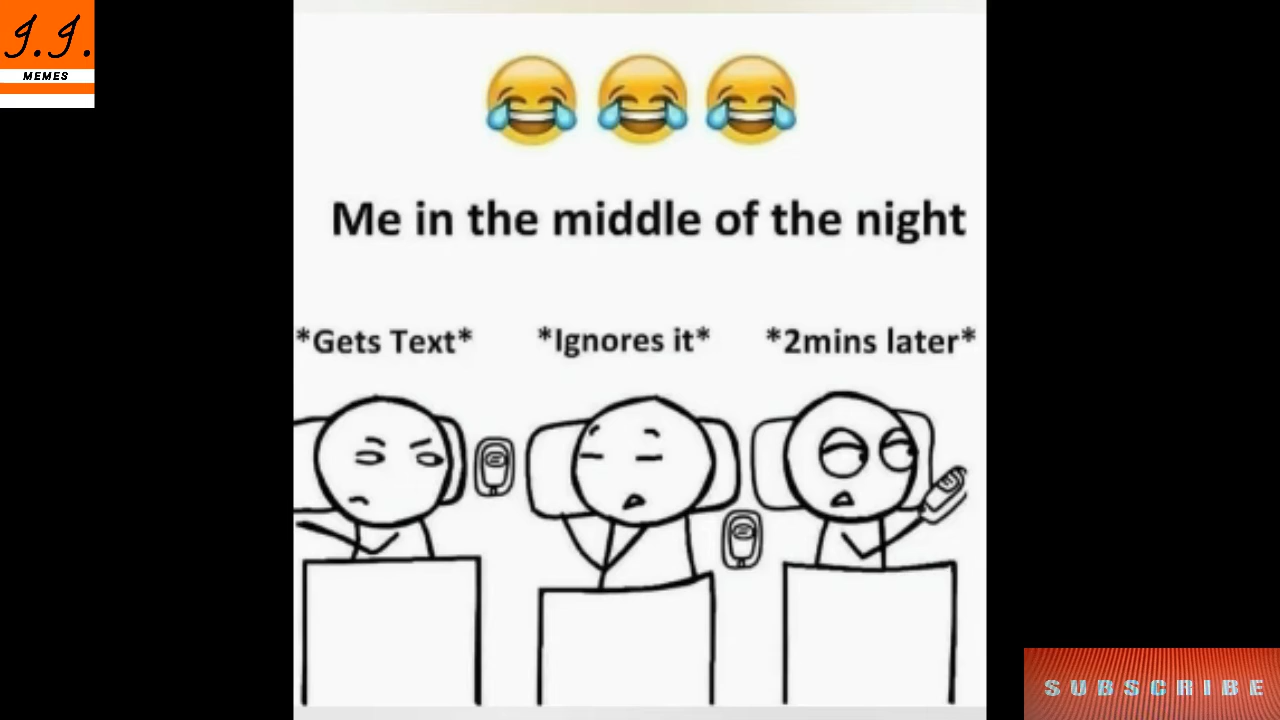 J.J.
MEMES
Me in the middle of the night
*Gets Text*
*Ignores it*
*2mins later*
SUBSCRIBE